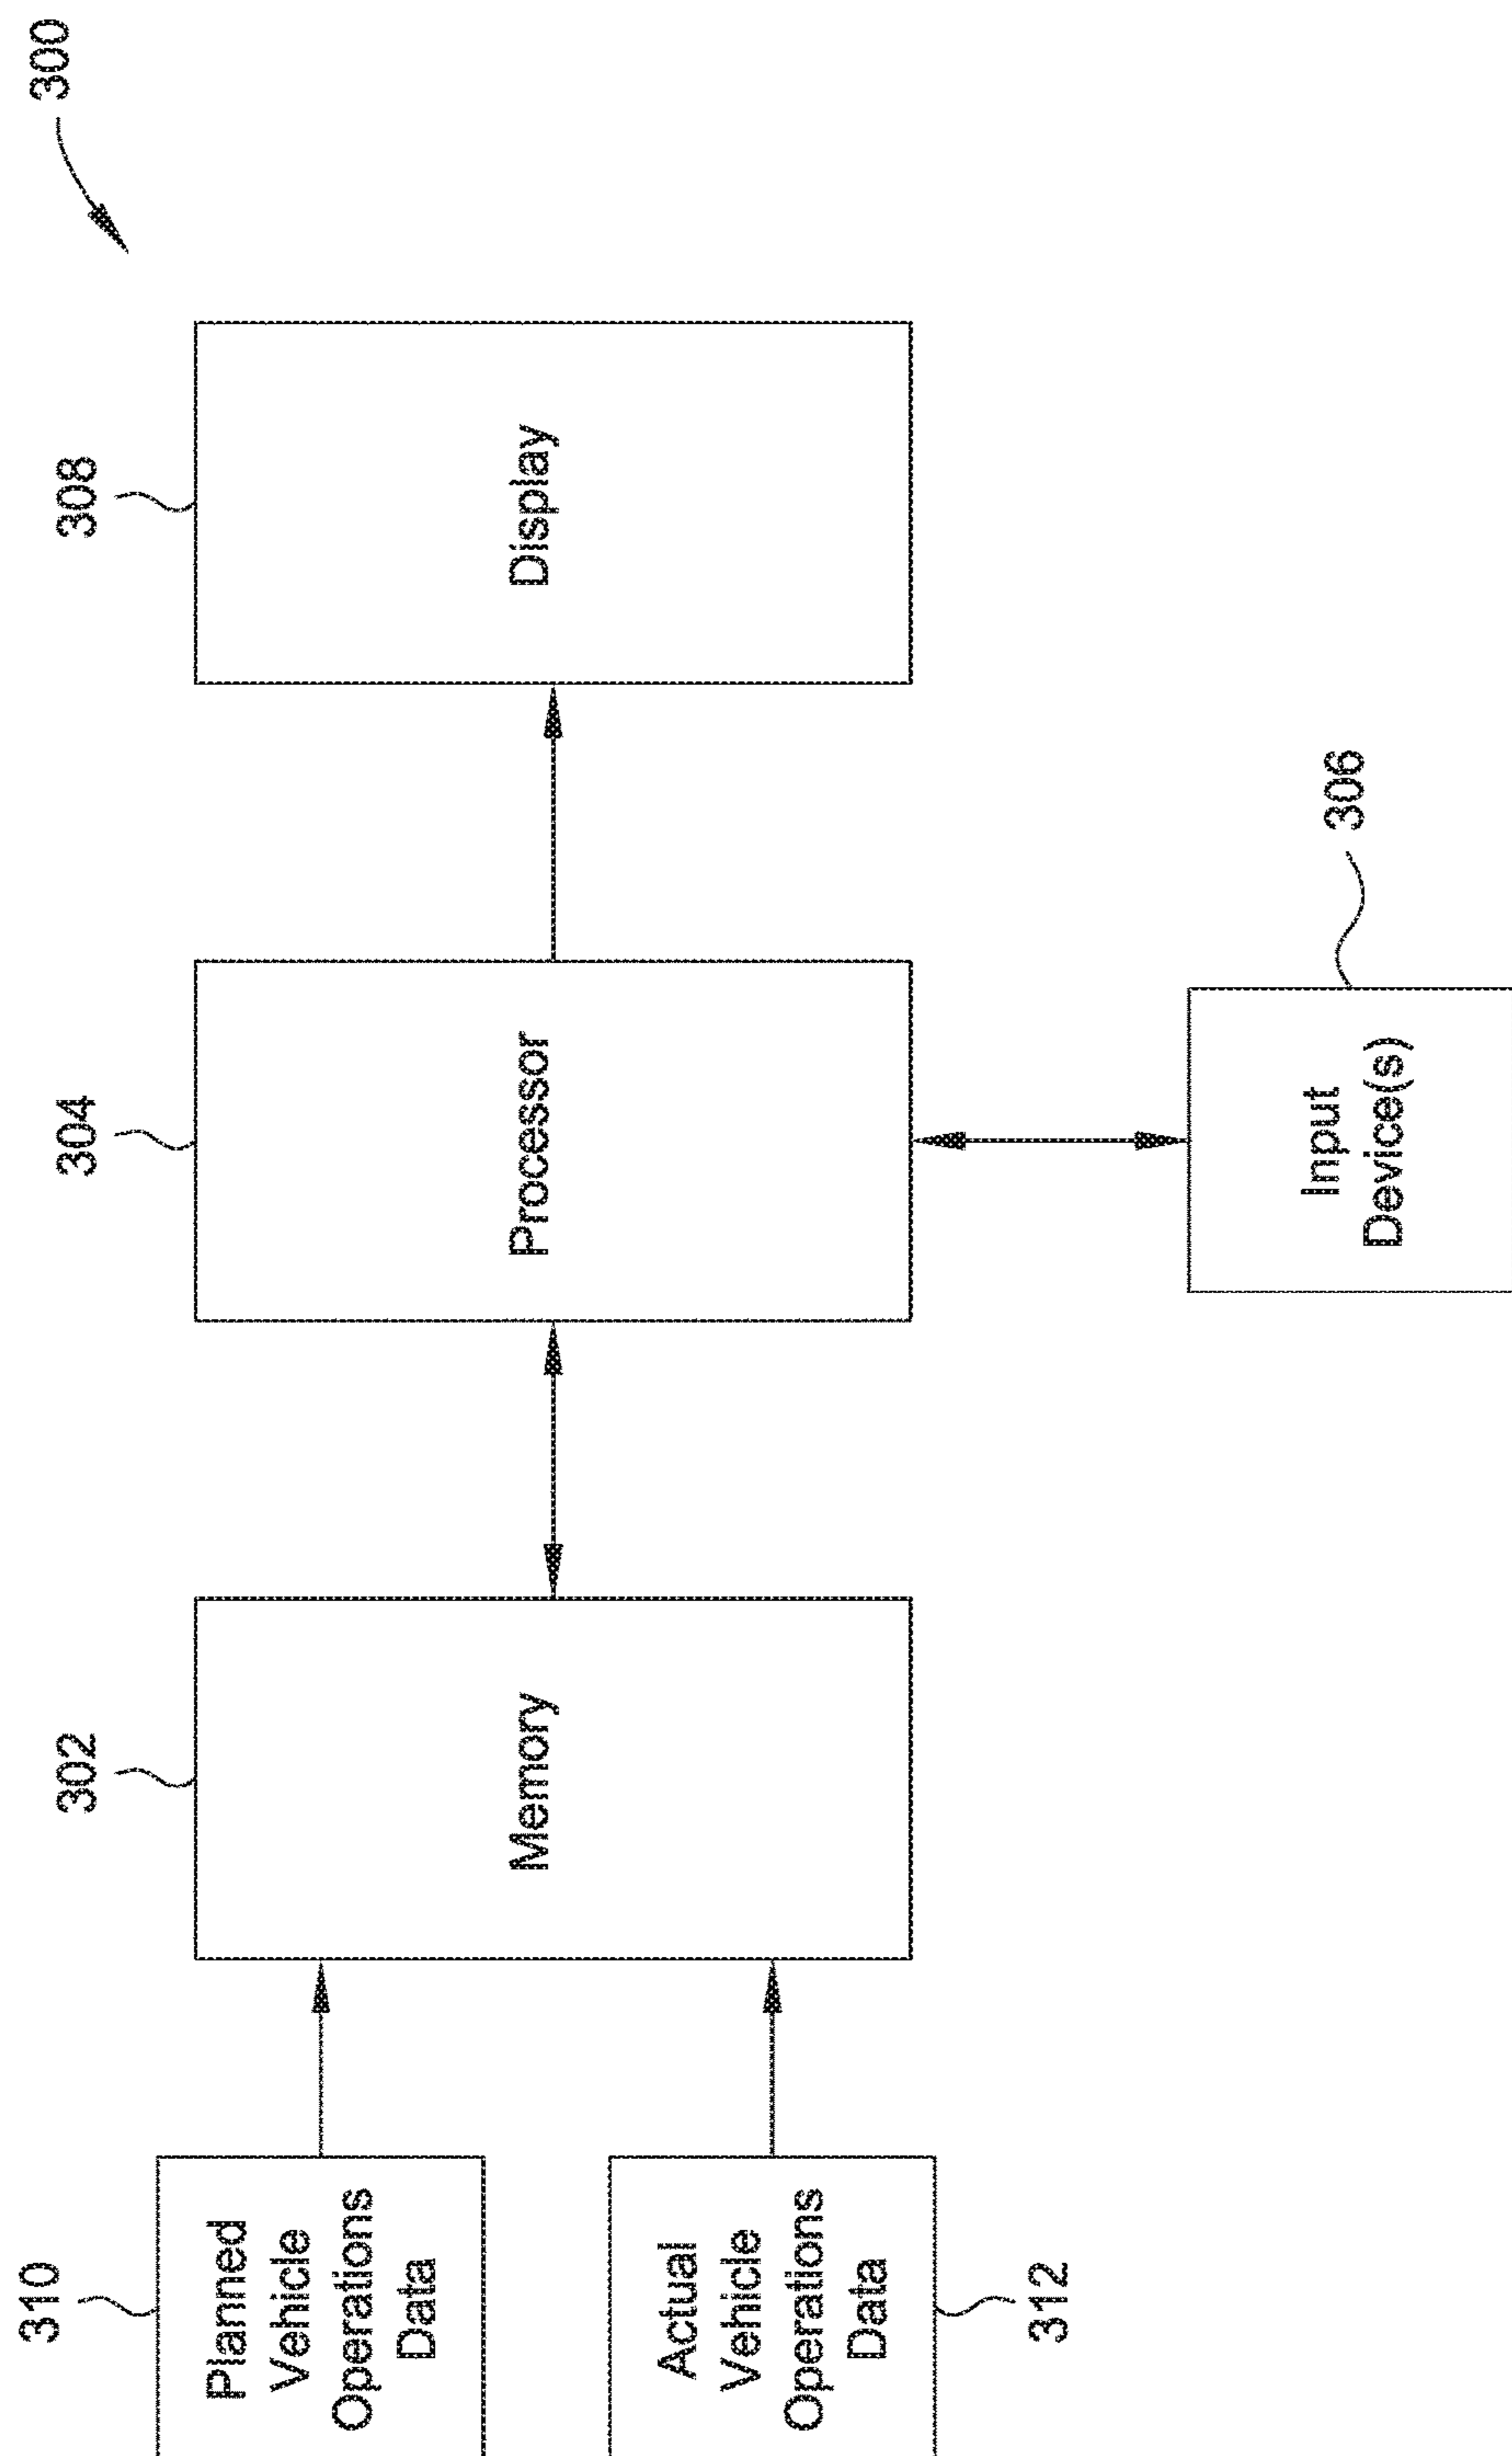 300
310
Planned
Vehicle
Operations
Data
Actual
Vehicle
Operations
Data
312
302
Memory
304
Processor
308
Display
Input
Device(s)
306